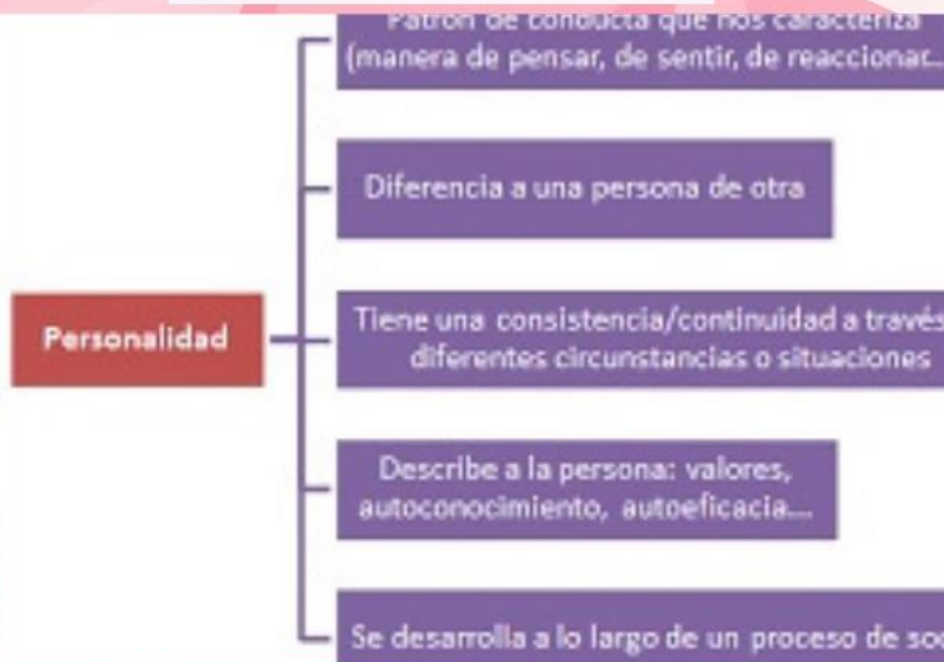 Patrón de conducta que nos caracteriza
(manera de pensar, de sentir, de reaccionar...
Diferencia a una persona de otra
Tiene una consistencia/continuidad a través
diferentes circunstancias o situaciones
Personalidad
Describe a la persona: valores,
autoconocimiento, autoeficacia...
Se desarrolla a lo largo de un proceso de